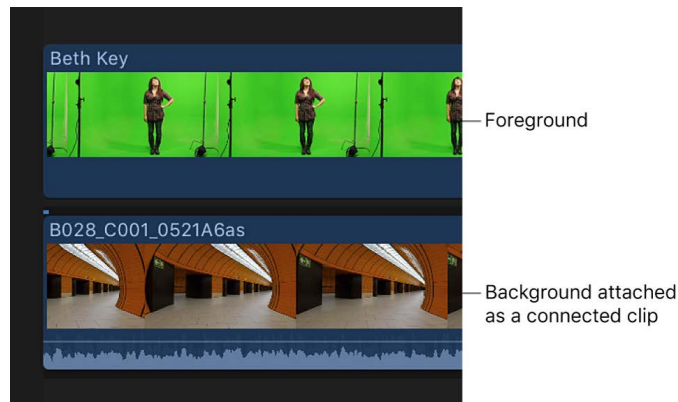 Beth Key
Foreground
B028_C001_0521A6as
Background attached
as a connected clip